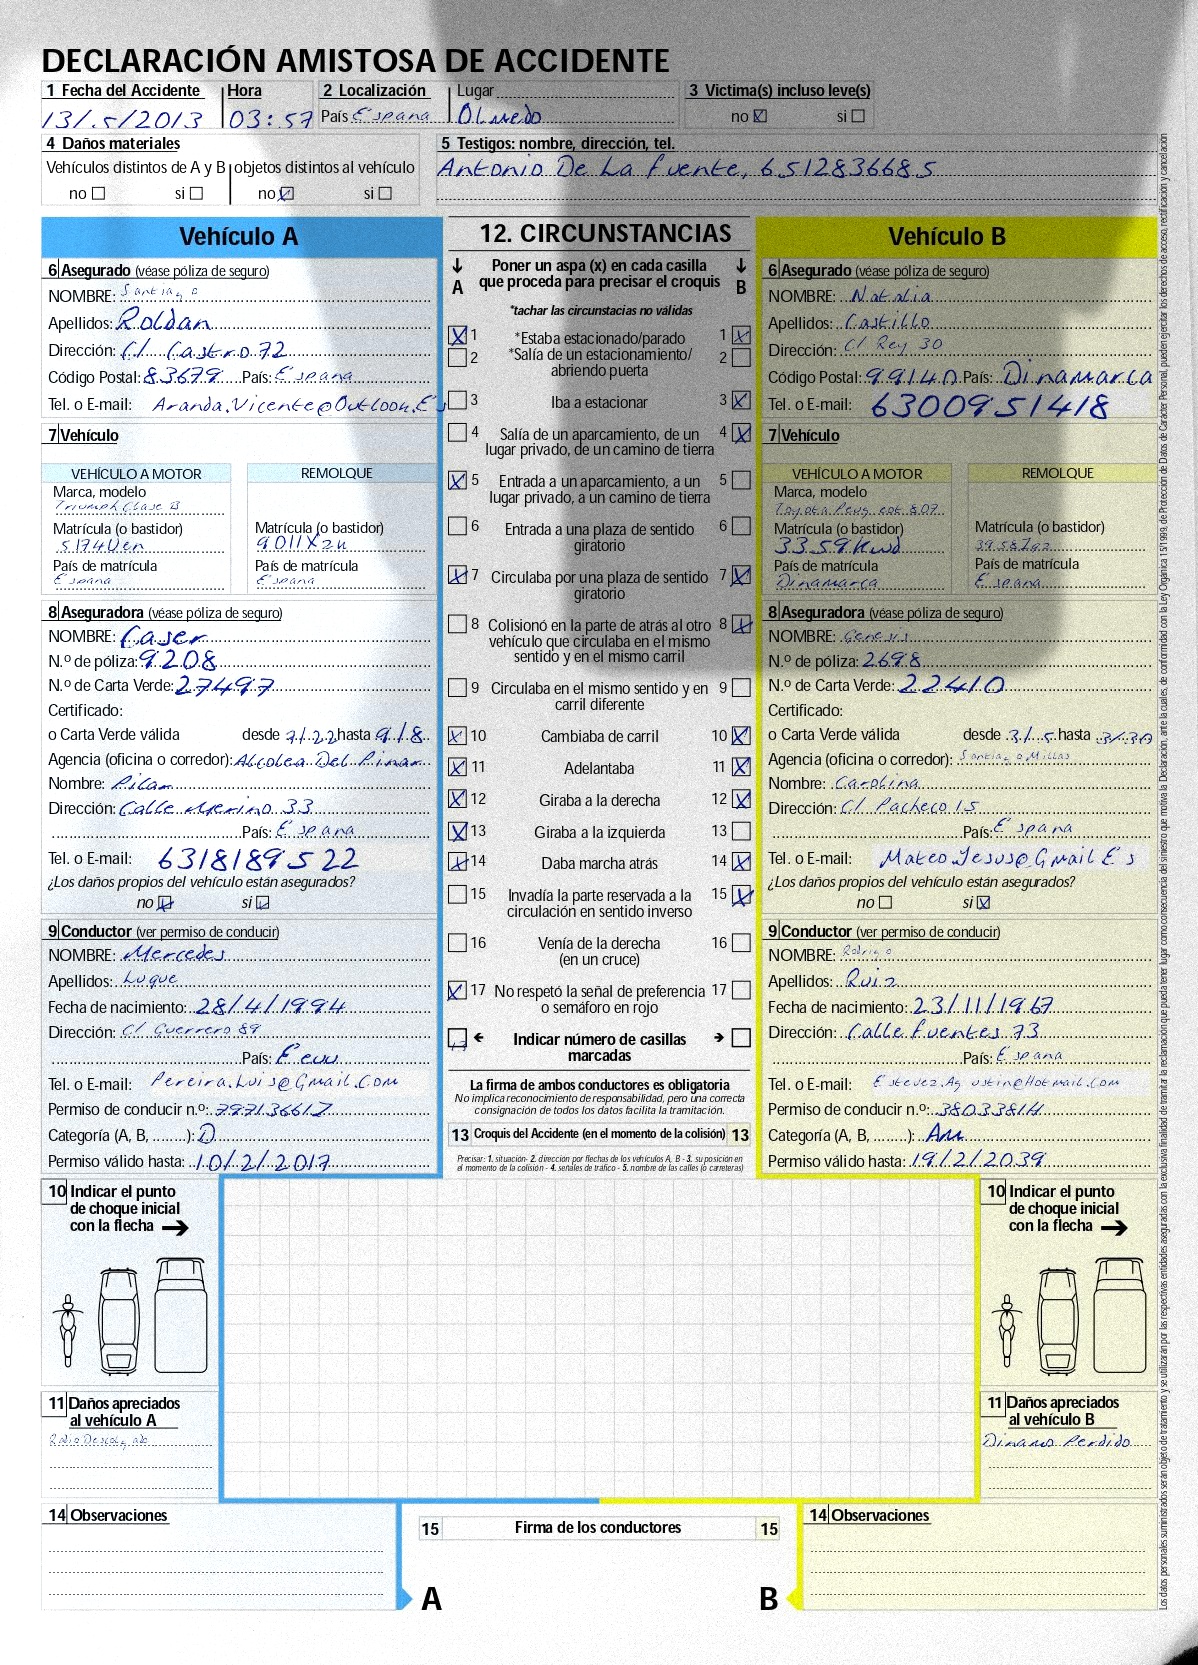 DECLARACIÓN AMISTOSA DE ACCIDENTE
1 Fecha del Accidente Hora 2 Localización Lugar 3 Victima(s) incluso leve(s)
13/5/2013 03:57 País España Olmedo no si
4 Daños materiales
Vehículos distintos de A y B objetos distintos al vehículo
no si no si
5 Testigos: nombre, dirección, tel.
Antonio De La Fuente, 6512836685
Vehículo A
6 Asegurado (véase póliza de seguro)
NOMBRE: Santiago
Apellidos: Roldan
Dirección: C/ Castro 72
Código Postal: 83679 País: España
Tel. o E-mail: Aranda.Vicente@Outlook.Es
7 Vehículo
VEHÍCULO A MOTOR REMOLQUE
Marca, modelo
Triumph Clase B
Matrícula (o bastidor) Matrícula (o bastidor)
5174Uen 9011Xzn
País de matrícula País de matrícula
España España
8 Aseguradora (véase póliza de seguro)
NOMBRE: Caser
N.º de póliza: 9208
N.º de Carta Verde: 27497
Certificado:
o Carta Verde válida desde 7/22 hasta 9/8
Agencia (oficina o corredor): Alcolea Del Pinar
Nombre: Pilar
Dirección: Calle Merino 33
País: España
Tel. o E-mail: 6318189522
¿Los daños propios del vehículo están asegurados?
no si
9 Conductor (ver permiso de conducir)
NOMBRE: Mercedes
Apellidos: Luque
Fecha de nacimiento: 28/4/1994
Dirección: C/ Guerrero 89
País: Eeuu
Tel. o E-mail: Pereira.Luis@Gmail.Com
Permiso de conducir n.º: 79713661Z
Categoría (A, B, ........): D
Permiso válido hasta: 10/2/2017
12. CIRCUNSTANCIAS
A B
Poner un aspa (x) en cada casilla
que proceda para precisar el croquis
*tachar las circunstacias no válidas
1 *Estaba estacionado/parado 1
2 *Salía de un estacionamiento/ 2
abriendo puerta
3 Iba a estacionar 3
4 Salía de un aparcamiento, de un 4
lugar privado, de un camino de tierra
5 Entrada a un aparcamiento, a un 5
lugar privado, a un camino de tierra
6 Entrada a una plaza de sentido 6
giratorio
7 Circulaba por una plaza de sentido 7
giratorio
8 Colisionó en la parte de atrás al otro 8
vehículo que circulaba en el mismo
sentido y en el mismo carril
9 Circulaba en el mismo sentido y en 9
carril diferente
10 Cambiaba de carril 10
11 Adelantaba 11
12 Giraba a la derecha 12
13 Giraba a la izquierda 13
14 Daba marcha atrás 14
15 Invadía la parte reservada a la 15
circulación en sentido inverso
16 Venía de la derecha 16
(en un cruce)
17 No respetó la señal de preferencia 17
o semáforo en rojo
Indicar número de casillas
marcadas
La firma de ambos conductores es obligatoria
No implica reconocimiento de responsabilidad, pero una correcta
consignación de todos los datos facilita la tramitación.
13 Croquis del Accidente (en el momento de la colisión) 13
Precisar: 1. situación- 2. dirección por flechas de los vehículos A, B - 3. su posición en
el momento de la colisión - 4. señales de tráfico - 5. nombre de las calles (o carreteras)
Vehículo B
6 Asegurado (véase póliza de seguro)
NOMBRE: Natalia
Apellidos: Castillo
Dirección: C/ Rey 30
Código Postal: 99140 País: Dinamarca
Tel. o E-mail: 6300951418
7 Vehículo
VEHÍCULO A MOTOR REMOLQUE
Marca, modelo
Toyota Peugeot 807
Matrícula (o bastidor) Matrícula (o bastidor)
3359Kwd 3958Jgz
País de matrícula País de matrícula
Dinamarca España
8 Aseguradora (véase póliza de seguro)
NOMBRE: Genesis
N.º de póliza: 2698
N.º de Carta Verde: 22410
Certificado:
o Carta Verde válida desde 31/5 hasta 3/30
Agencia (oficina o corredor): Santiago Millas
Nombre: Carolina
Dirección: C/ Pacheco 15
País: España
Tel. o E-mail: MateoJesus@Gmail Es
¿Los daños propios del vehículo están asegurados?
no si
9 Conductor (ver permiso de conducir)
NOMBRE: Rodrigo
Apellidos: Ruiz
Fecha de nacimiento: 23/11/1967
Dirección: Calle Fuentes 73
País: España
Tel. o E-mail: Estevez.Agustin@Hotmail.Com
Permiso de conducir n.º: 3803381H
Categoría (A, B, ........): Am
Permiso válido hasta: 19/2/2039
10 Indicar el punto
de choque inicial
con la flecha
11 Daños apreciados
al vehículo A
Radio Descolgado
10 Indicar el punto
de choque inicial
con la flecha
11 Daños apreciados
al vehículo B
Dinamo Perdido
14 Observaciones
15 Firma de los conductores 15
A B
14 Observaciones
Los datos personales suministrados serán objeto de tratamiento y se utilizarán por las respectivas entidades aseguradas con la exclusiva finalidad de tramitar la reclamación que pueda tener lugar como consecuencia del siniestro que motiva la Declaración, ante la cuales, de conformidad con la Ley Orgánica 15/1999, de Protección de Datos de Carácter Personal, pueden ejercitar los derechos de acceso, rectificación y cancelación